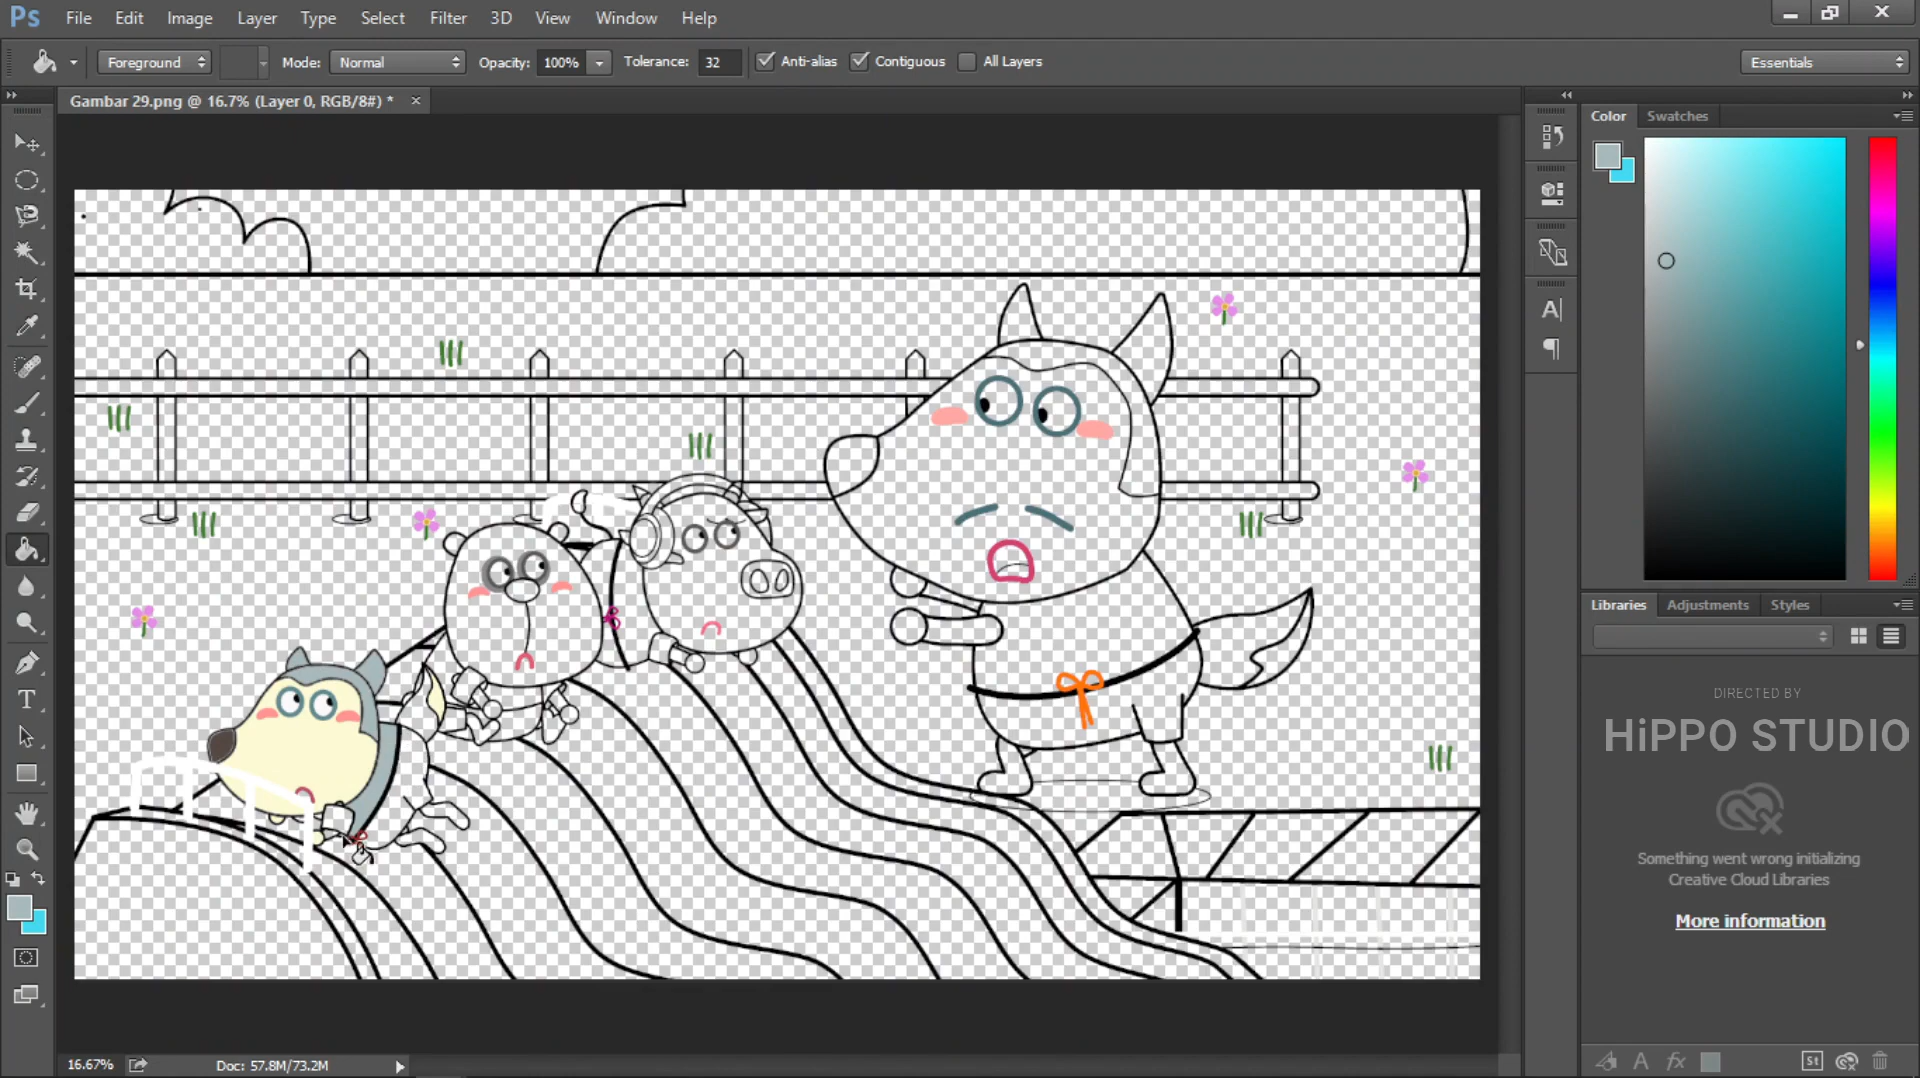 Ps File Edit Image Layer Type Select Filter 3D View Window Help
Foreground Mode: Normal Opacity: 100% Tolerance: 32 Anti-alias Contiguous All Layers Essentials
Gambar 29.png @ 16.7% (Layer 0, RGB/8#) * ×
Color Swatches
A|
Libraries Adjustments Styles
T
DIRECTED BY
HiPPO STUDIO
Something went wrong initializing
Creative Cloud Libraries
More information
16.67% Doc: 57.8M/73.2M
A fx St